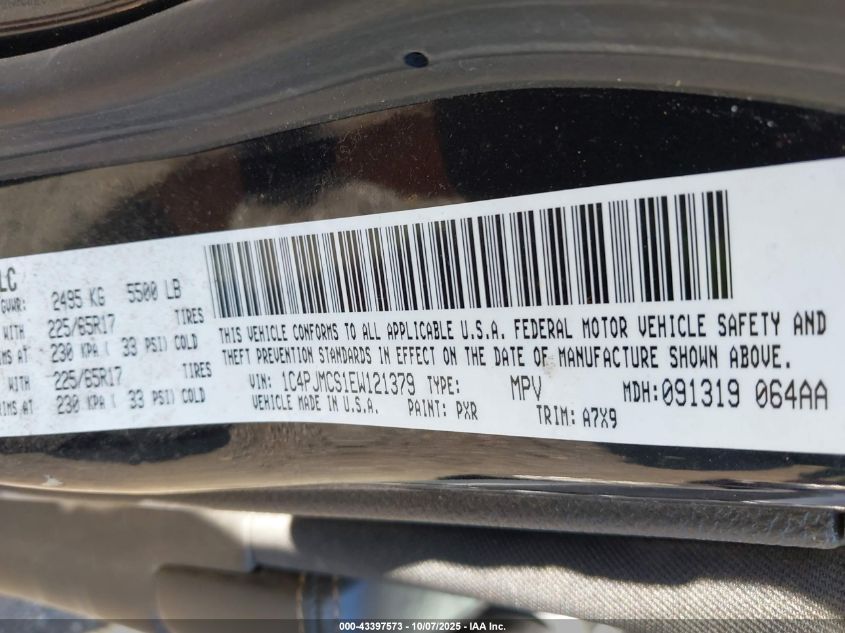 LC
GVWR: 2495 KG 5500 LB
WITH 225/65R17 TIRES
IMS AT 230 KPA ( 33 PSI) COLD
WITH 225/65R17 TIRES
RIMS AT 230 KPA ( 33 PSI) COLD
THIS VEHICLE CONFORMS TO ALL APPLICABLE U.S.A. FEDERAL MOTOR VEHICLE SAFETY AND
THEFT PREVENTION STANDARDS IN EFFECT ON THE DATE OF MANUFACTURE SHOWN ABOVE.
VIN: 1C4PJMCS1EW121379 TYPE: MPV MDH: 091319 064AA
VEHICLE MADE IN U.S.A. PAINT: PXR TRIM: A7X9
000-43397573 - 10/07/2025 - IAA Inc.